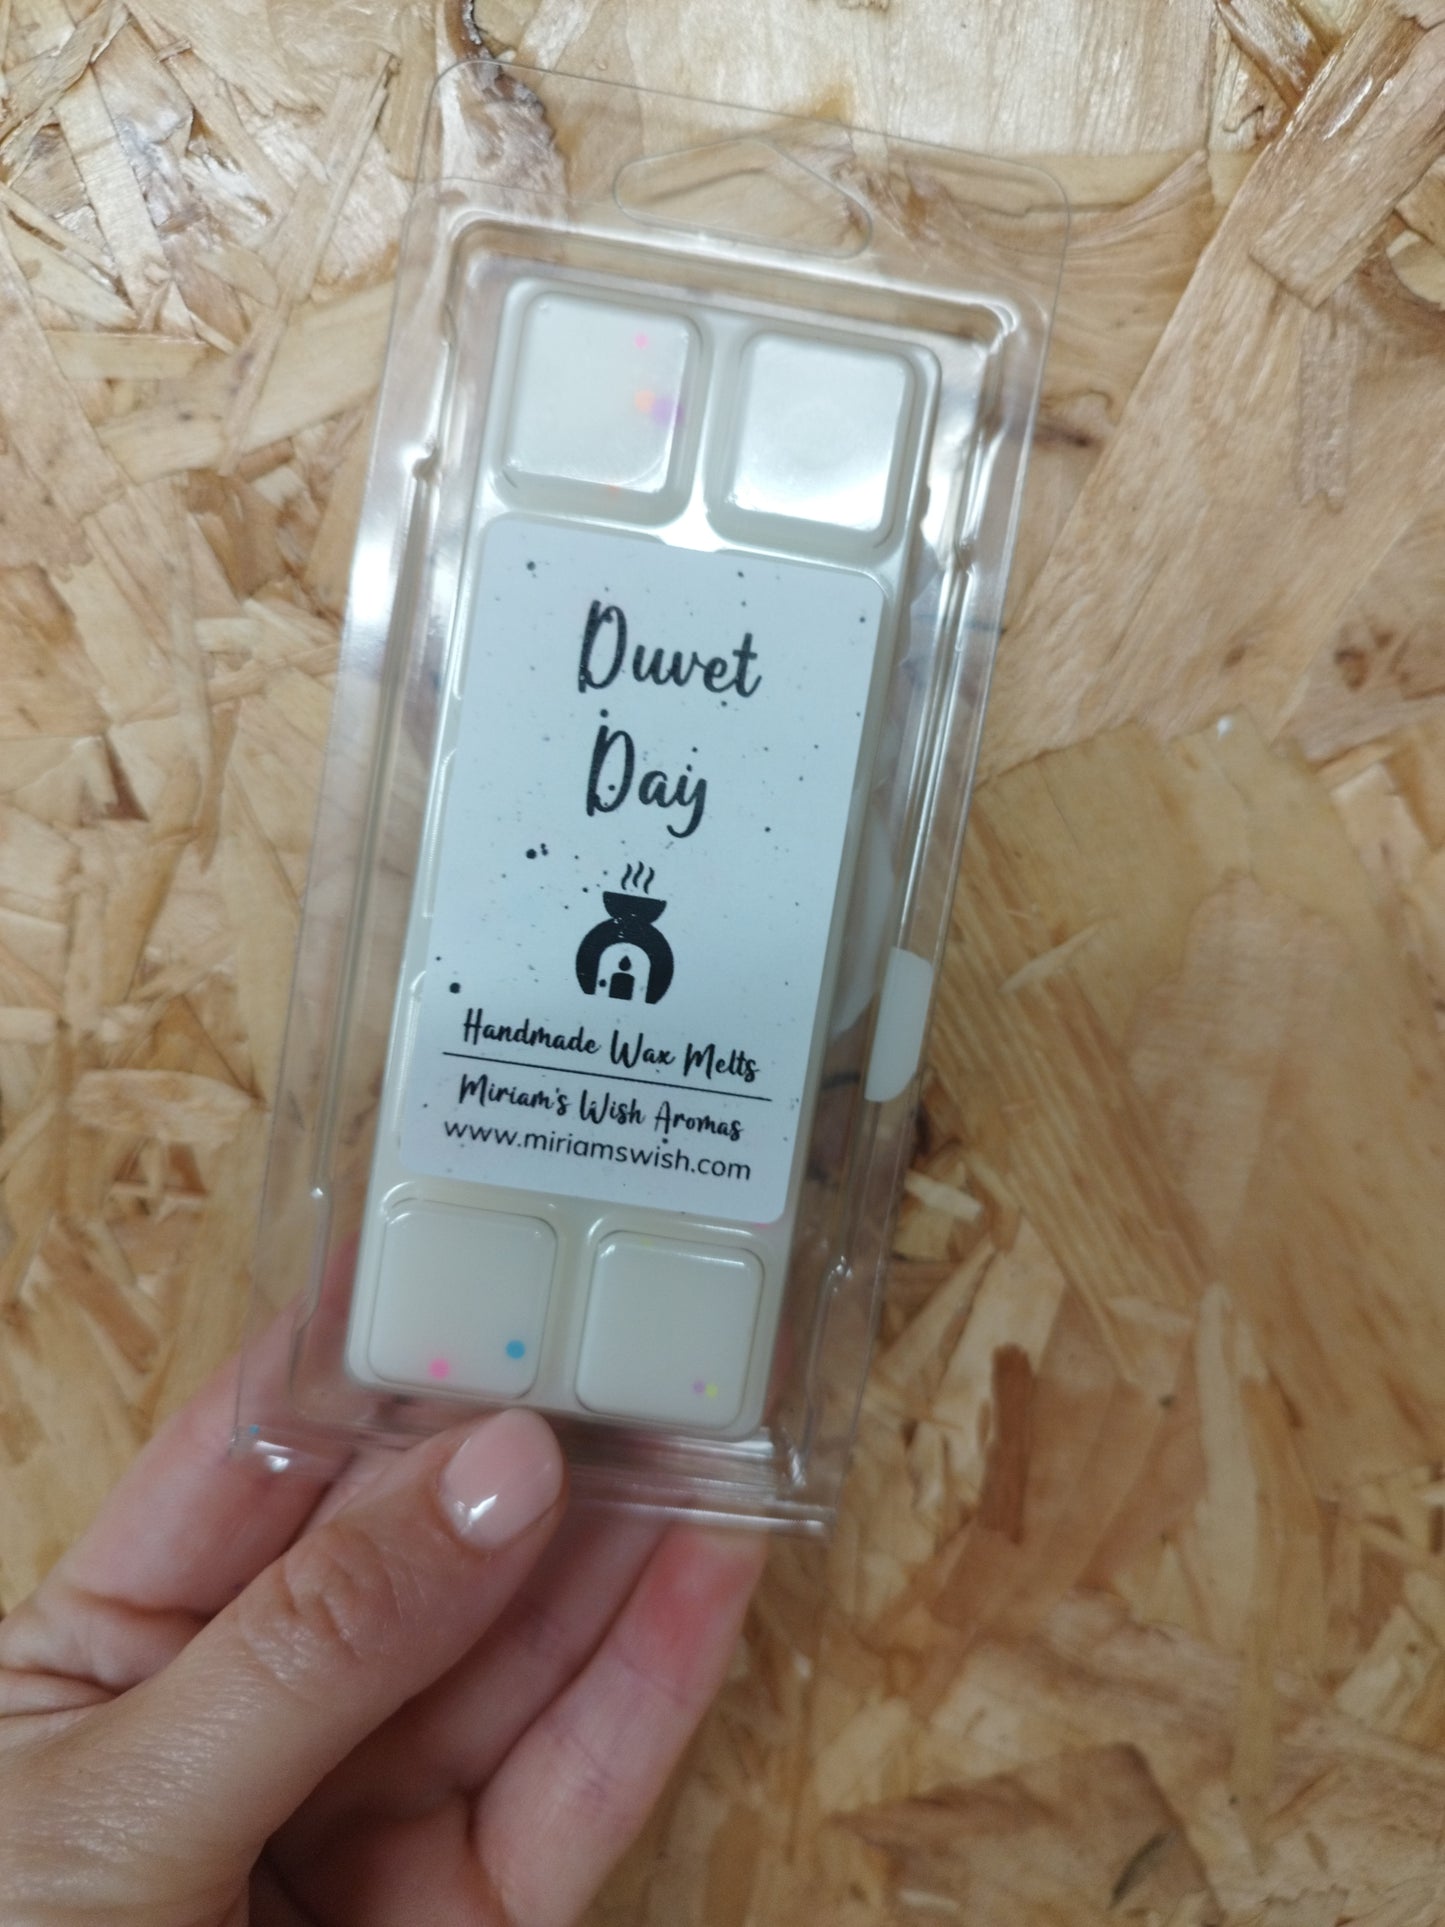 Duvet
Day
Handmade Wax Melts
Miriam's Wish Aromas
www.miriamswish.com